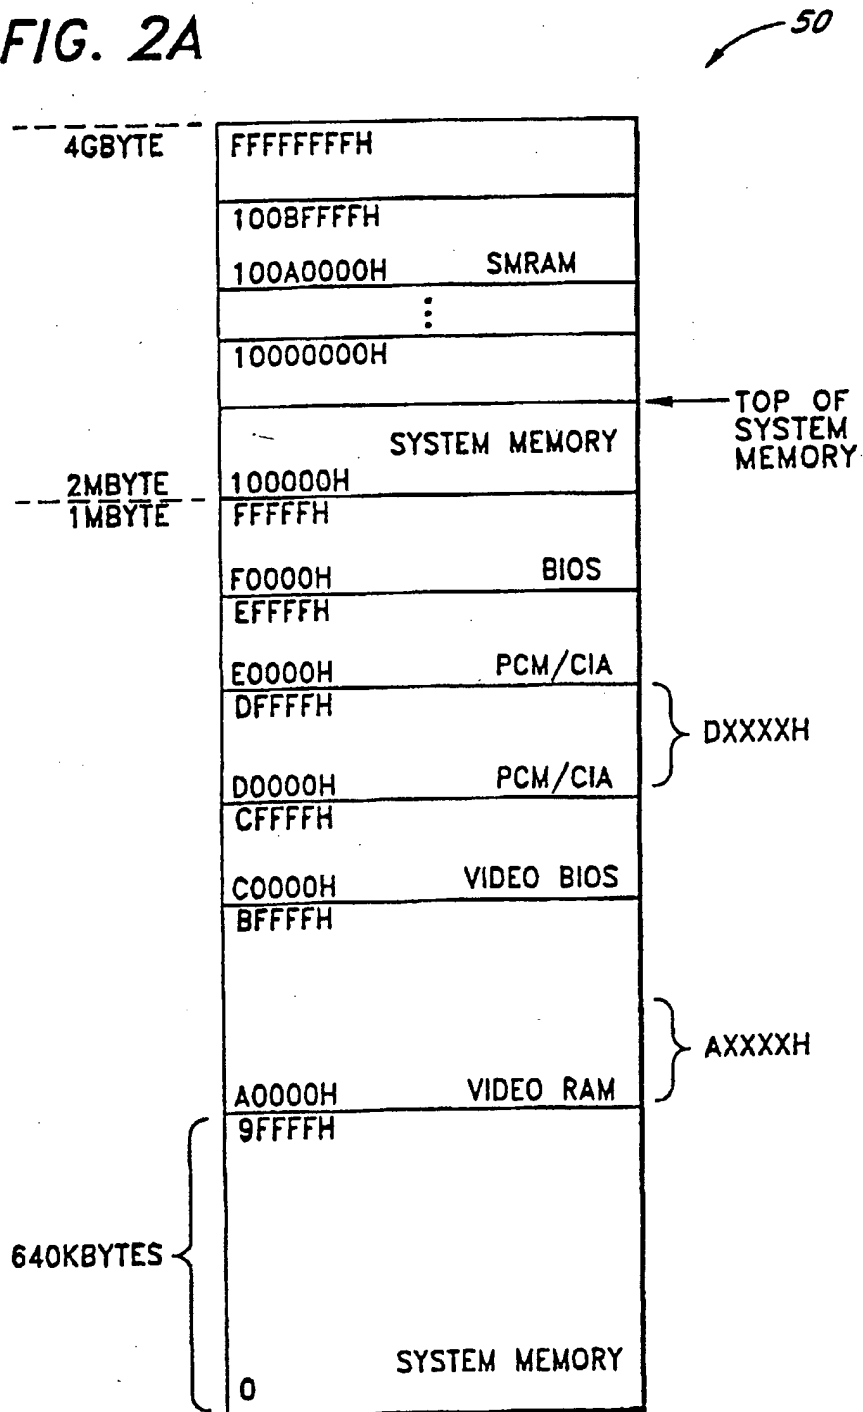 FIG. 2A
50
4GBYTE FFFFFFFFH
100BFFFFH
100A0000H SMRAM
10000000H
TOP OF
SYSTEM
MEMORY
SYSTEM MEMORY
2MBYTE 100000H
1MBYTE FFFFFH
F0000H BIOS
EFFFFH
E0000H PCM/CIA
DFFFFH
DXXXXH
D0000H PCM/CIA
CFFFFH
C0000H VIDEO BIOS
BFFFFH
AXXXXH
A0000H VIDEO RAM
9FFFFH
640KBYTES
SYSTEM MEMORY
0